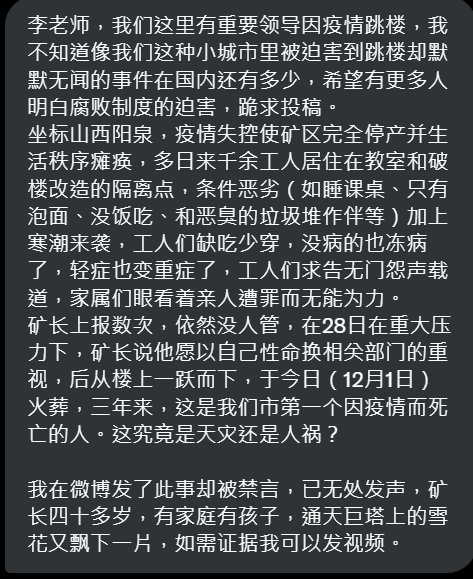 李老师，我们这里有重要领导因疫情跳楼，我
不知道像我们这种小城市里被迫害到跳楼却默
默无闻的事件在国内还有多少，希望有更多人
明白腐败制度的迫害，跪求投稿。
坐标山西阳泉，疫情失控使矿区完全停产并生
活秩序瘫痪，多日来千余工人居住在教室和破
楼改造的隔离点，条件恶劣（如睡课桌、只有
泡面、没饭吃、和恶臭的垃圾堆作伴等）加上
寒潮来袭，工人们缺吃少穿，没病的也冻病
了，轻症也变重症了，工人们求告无门怨声载
道，家属们眼看着亲人遭罪而无能为力。
矿长上报数次，依然没人管，在28日在重大压
力下，矿长说他愿以自己性命换相关部门的重
视，后从楼上一跃而下，于今日（12月1日）
火葬，三年来，这是我们市第一个因疫情而死
亡的人。这究竟是天灾还是人祸？
我在微博发了此事却被禁言，已无处发声，矿
长四十多岁，有家庭有孩子，通天巨塔上的雪
花又飘下一片，如需证据我可以发视频。